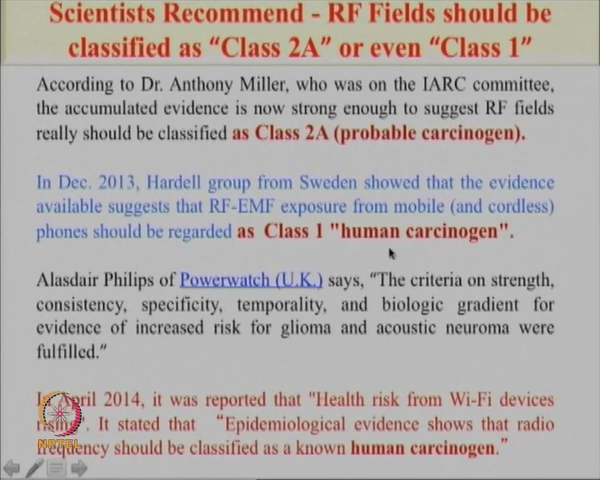 Scientists Recommend - RF Fields should be
classified as "Class 2A" or even "Class 1"
According to Dr. Anthony Miller, who was on the IARC committee,
the accumulated evidence is now strong enough to suggest RF fields
really should be classified as Class 2A (probable carcinogen).
In Dec. 2013, Hardell group from Sweden showed that the evidence
available suggests that RF-EMF exposure from mobile (and cordless)
phones should be regarded as Class 1 "human carcinogen".
Alasdair Philips of Powerwatch (U.K.) says, "The criteria on strength,
consistency, specificity, temporality, and biologic gradient for
evidence of increased risk for glioma and acoustic neuroma were
fulfilled."
In April 2014, it was reported that "Health risk from Wi-Fi devices
rising". It stated that "Epidemiological evidence shows that radio
frequency should be classified as a known human carcinogen."
NPTEL